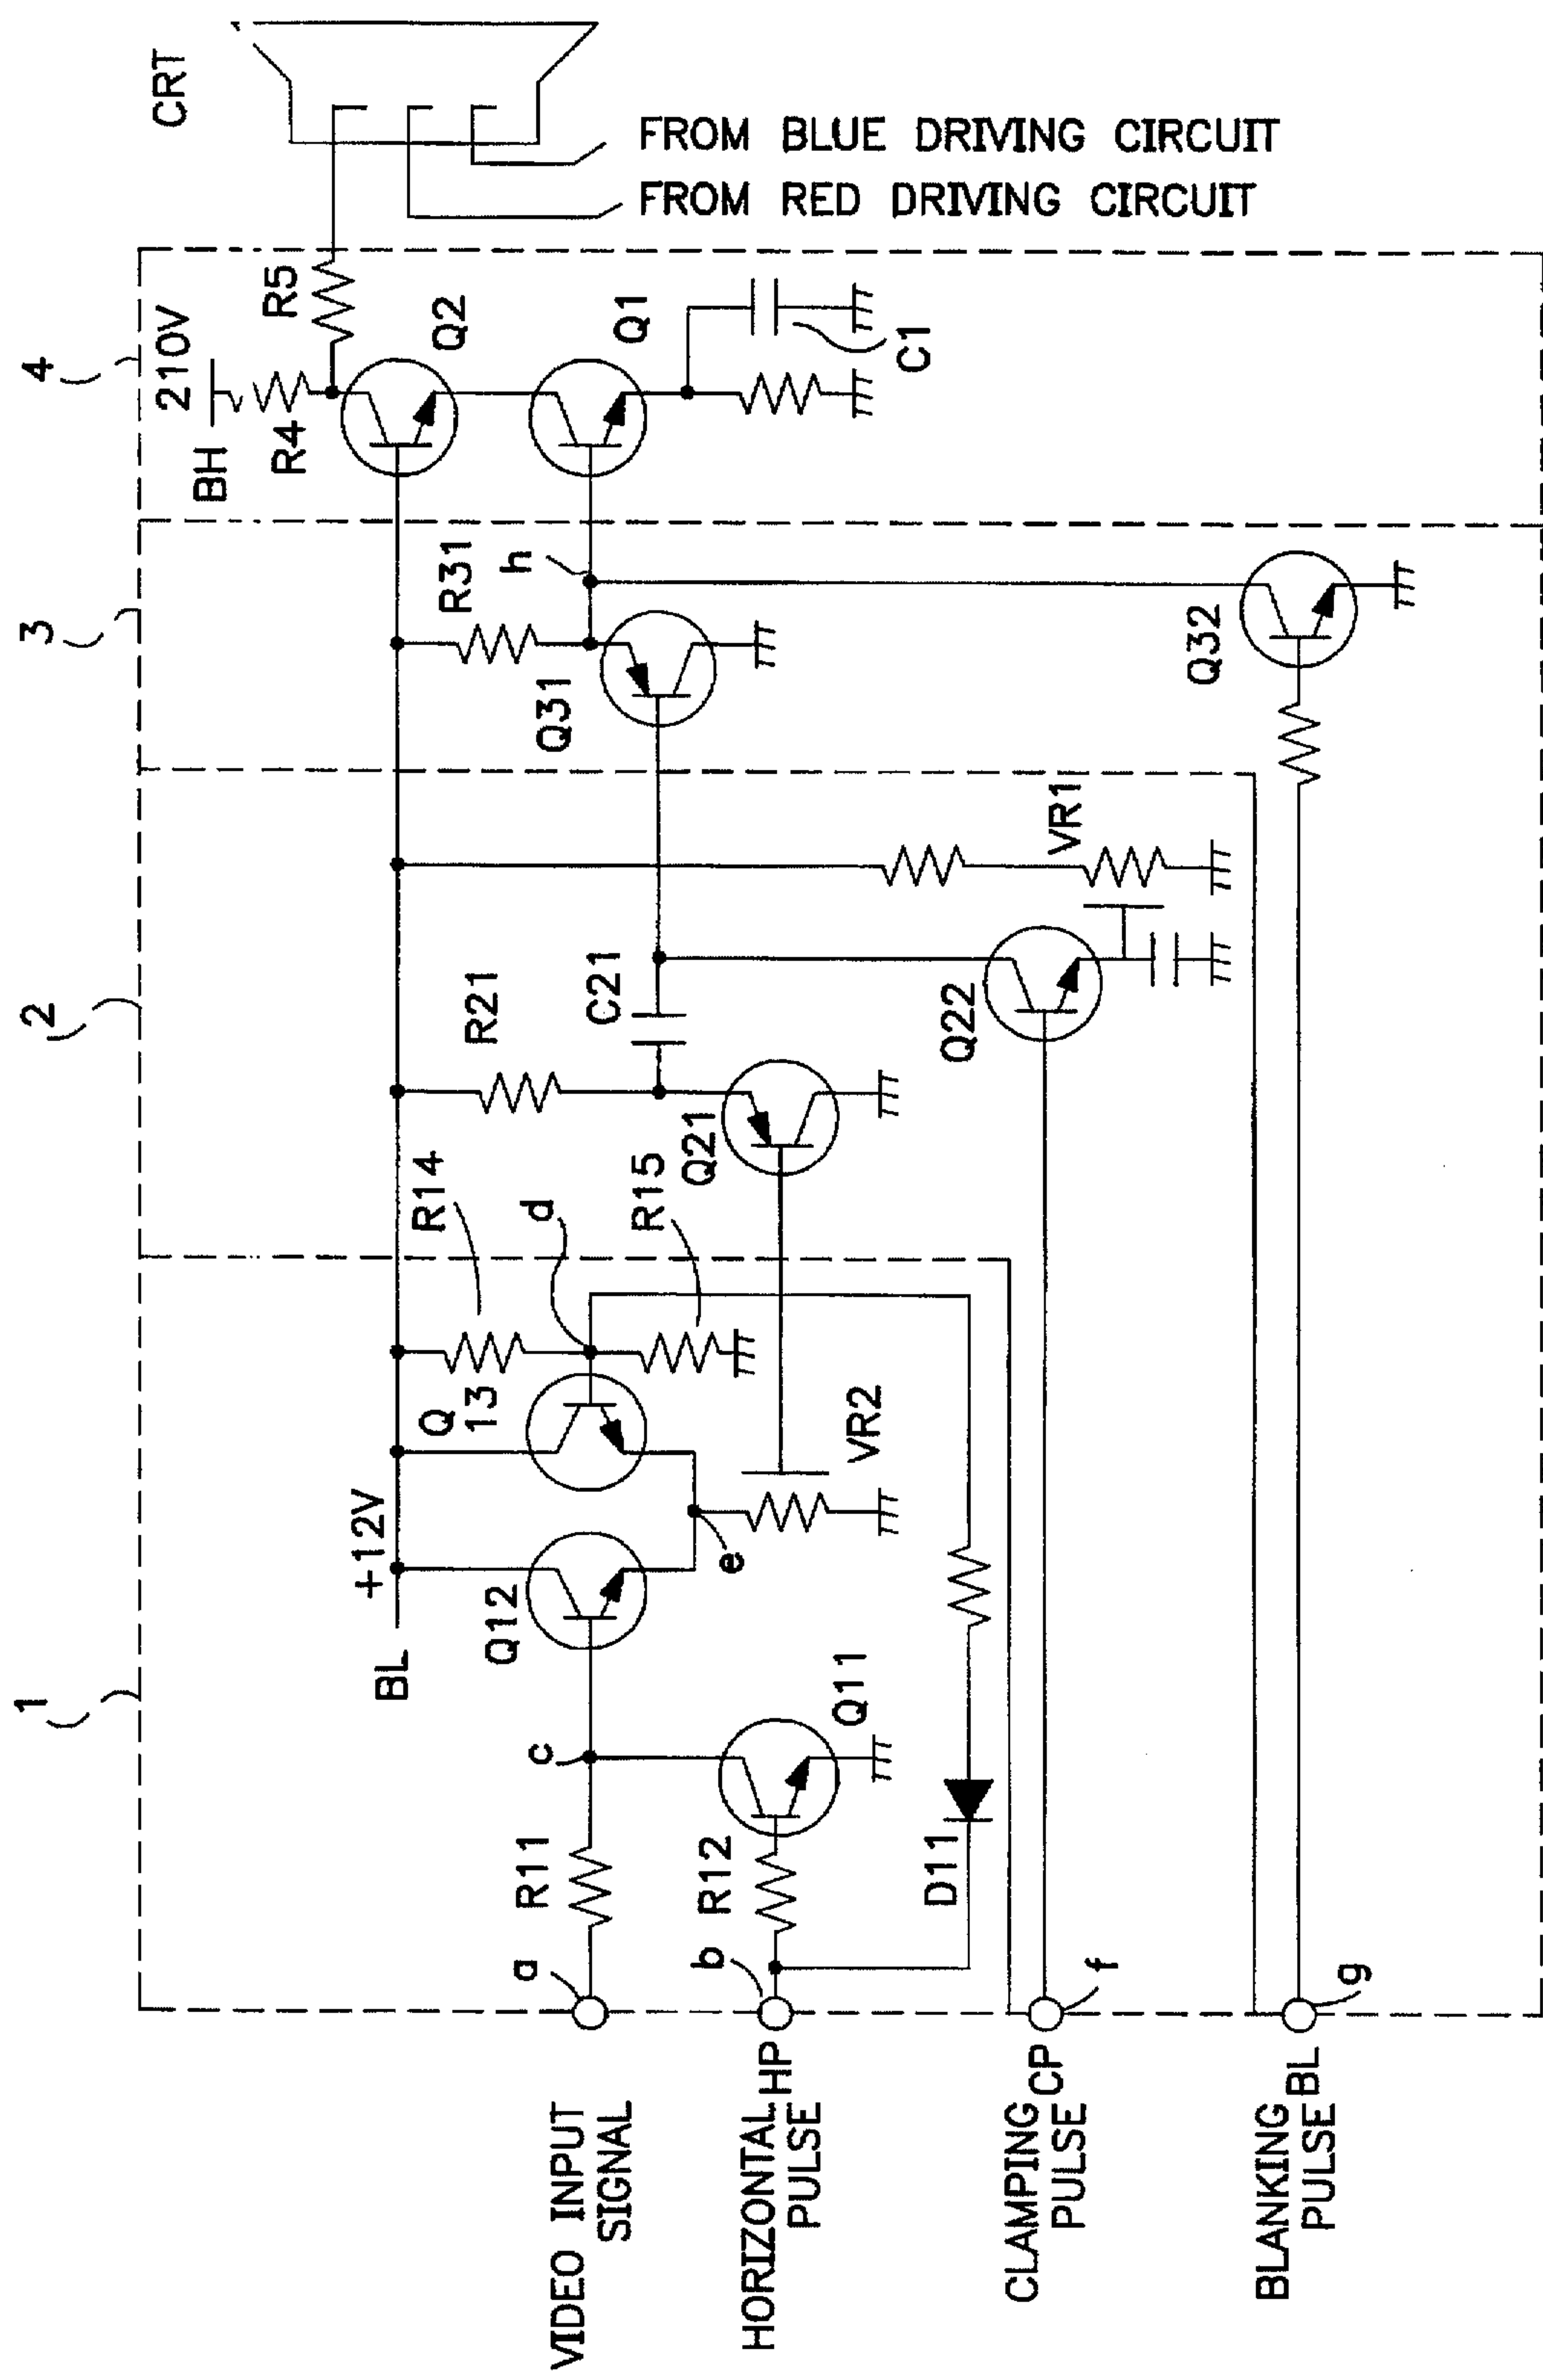 1
2
3
4
CRT
BH
210V
R4
R5
Q2
Q1
C1
FROM BLUE DRIVING CIRCUIT
FROM RED DRIVING CIRCUIT
BL
+12V
Q12
Q
13
R14
d
R15
R21
C21
Q21
R31
h
Q31
Q32
VR1
Q22
VR2
e
c
R11
a
Q11
R12
b
D11
f
g
VIDEO INPUT
SIGNAL
HORIZONTAL HP
PULSE
CLAMPING CP
PULSE
BLANKING BL
PULSE